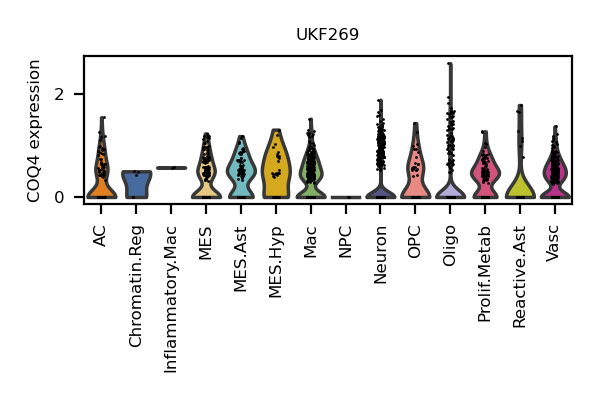 UKF269
COQ4 expression
2
0
AC
Chromatin.Reg
Inflammatory.Mac
MES
MES.Ast
MES.Hyp
Mac
NPC
Neuron
OPC
Oligo
Prolif.Metab
Reactive.Ast
Vasc